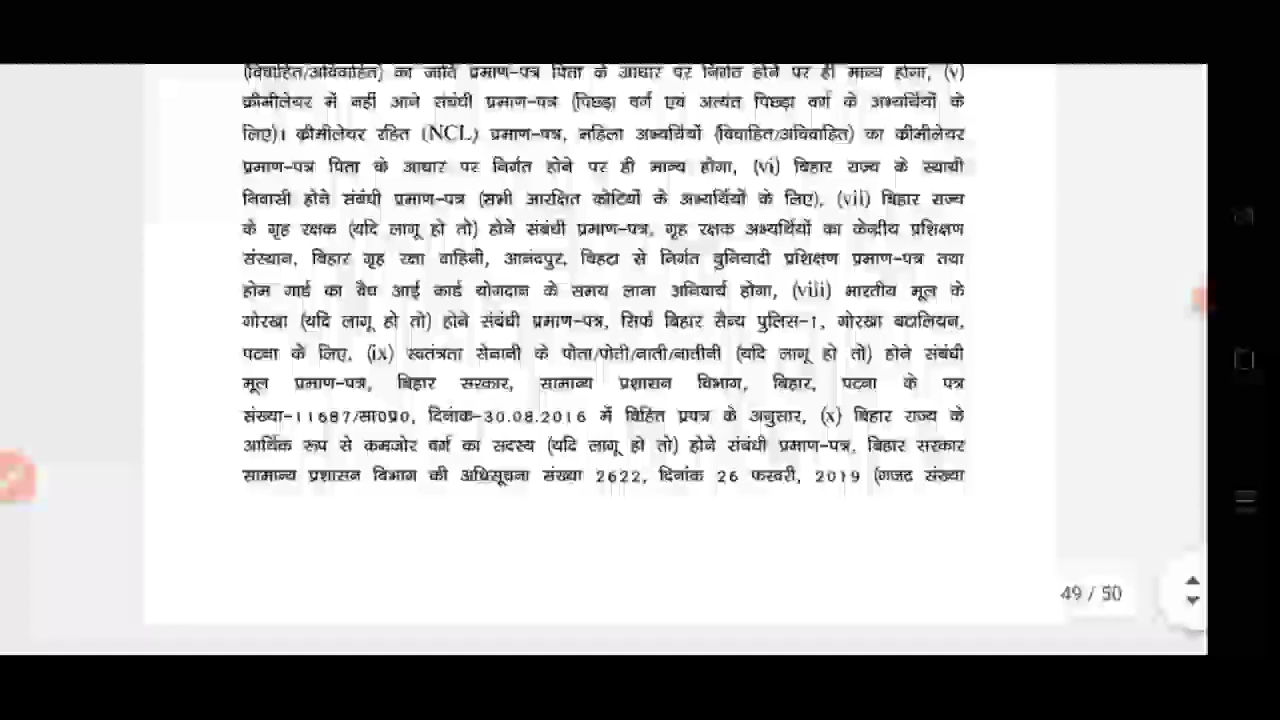 (विवाहित/अविवाहित) का जाति प्रमाण-पत्र पिता के आधार पर निर्गत होने पर ही मान्य होगा, (v)
क्रीमीलेयर में नहीं आने संबंधी प्रमाण-पत्र (पिछड़ा वर्ग एवं अत्यंत पिछड़ा वर्ग के अभ्यर्थियों के
लिए)। क्रीमीलेयर रहित (NCL) प्रमाण-पत्र, महिला अभ्यर्थियों (विवाहित/अविवाहित) का क्रीमीलेयर
प्रमाण-पत्र पिता के आधार पर निर्गत होने पर ही मान्य होगा, (vi) बिहार राज्य के स्थायी
निवासी होने संबंधी प्रमाण-पत्र (सभी आरक्षित कोटियों के अभ्यर्थियों के लिए), (vii) बिहार राज्य
के गृह रक्षक (यदि लागू हो तो) होने संबंधी प्रमाण-पत्र, गृह रक्षक अभ्यर्थियों का केन्द्रीय प्रशिक्षण
संस्थान, बिहार गृह रक्षा वाहिनी, आनंदपुर, बिहटा से निर्गत बुनियादी प्रशिक्षण प्रमाण-पत्र तथा
होम गार्ड का वैध आई कार्ड योगदान के समय लाना अनिवार्य होगा, (viii) भारतीय मूल के
गोरखा (यदि लागू हो तो) होने संबंधी प्रमाण-पत्र, सिर्फ बिहार सैन्य पुलिस-1, गोरखा बटालियन,
पटना के लिए, (ix) स्वतंत्रता सेनानी के पोता/पोती/नाती/नातीनी (यदि लागू हो तो) होने संबंधी
मूल प्रमाण-पत्र, बिहार सरकार, सामान्य प्रशासन विभाग, बिहार, पटना के पत्र
संख्या-11687/सा0प्र0, दिनांक-30.08.2016 में विहित प्रपत्र के अनुसार, (x) बिहार राज्य के
आर्थिक रूप से कमजोर वर्ग का सदस्य (यदि लागू हो तो) होने संबंधी प्रमाण-पत्र, बिहार सरकार
सामान्य प्रशासन विभाग की अधिसूचना संख्या 2622, दिनांक 26 फरवरी, 2019 (गजट संख्या
49 / 50